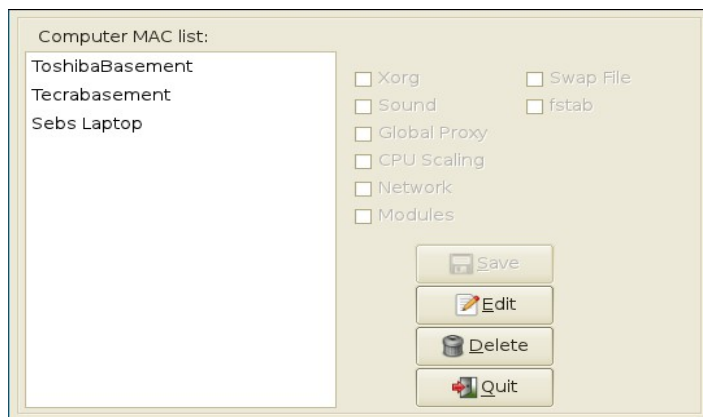 Computer MAC list:
ToshibaBasement
Tecrabasement
Sebs Laptop
Xorg
Sound
Global Proxy
CPU Scaling
Network
Modules
Swap File
fstab
Save
Edit
Delete
Quit